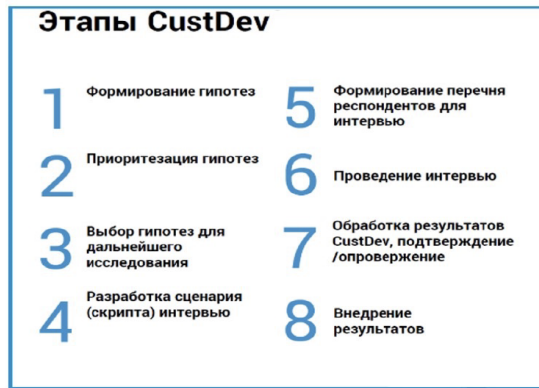 Этапы CustDev
1
Формирование гипотез
2
Приоритезация гипотез
3
Выбор гипотез для
дальнейшего
исследования
4
Разработка сценария
(скрипта) интервью
5
Формирование перечня
респондентов для
интервью
6
Проведение интервью
7
Обработка результатов
CustDev, подтверждение
/опровержение
8
Внедрение
результатов